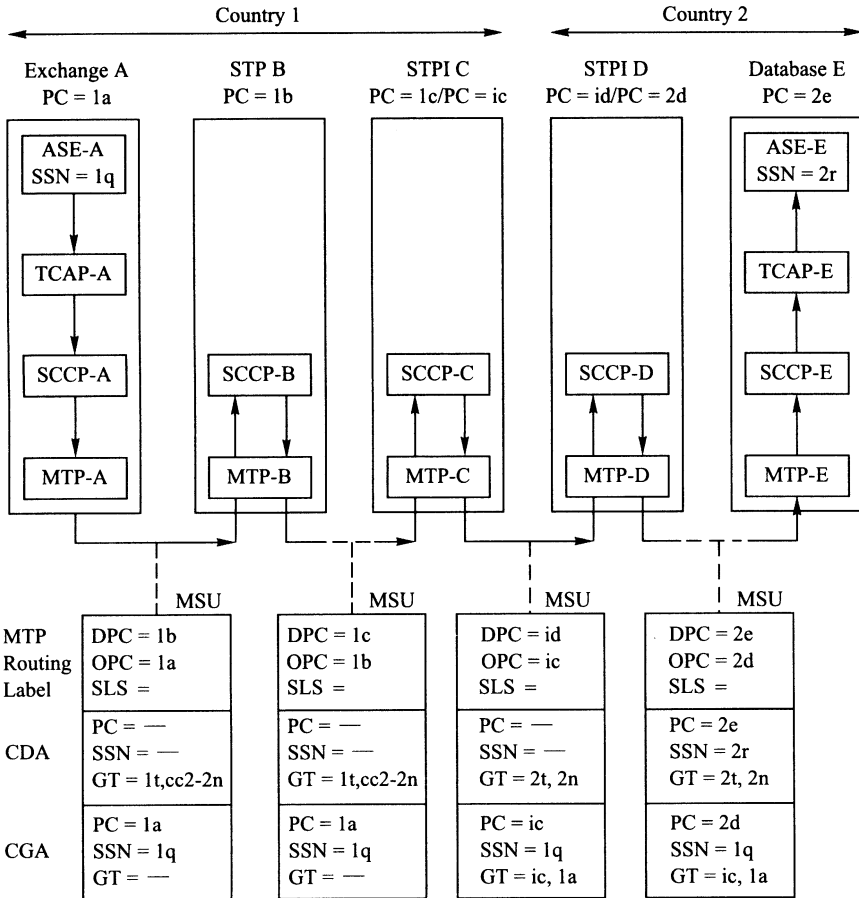 Country 1
Country 2
Exchange A
PC = 1a
STP B
PC = 1b
STPI C
PC = 1c/PC = ic
STPI D
PC = id/PC = 2d
Database E
PC = 2e
ASE-A
SSN = 1q
TCAP-A
SCCP-A
MTP-A
SCCP-B
MTP-B
SCCP-C
MTP-C
SCCP-D
MTP-D
ASE-E
SSN = 2r
TCAP-E
SCCP-E
MTP-E
MTP
Routing
Label
CDA
CGA
MSU
DPC = 1b
OPC = 1a
SLS =
PC = —
SSN = —
GT = 1t,cc2-2n
PC = 1a
SSN = 1q
GT = —
MSU
DPC = 1c
OPC = 1b
SLS =
PC = —
SSN = —
GT = 1t,cc2-2n
PC = 1a
SSN = 1q
GT = —
MSU
DPC = id
OPC = ic
SLS =
PC = —
SSN = —
GT = 2t, 2n
PC = ic
SSN = 1q
GT = ic, 1a
MSU
DPC = 2e
OPC = 2d
SLS =
PC = 2e
SSN = 2r
GT = 2t, 2n
PC = 2d
SSN = 1q
GT = ic, 1a